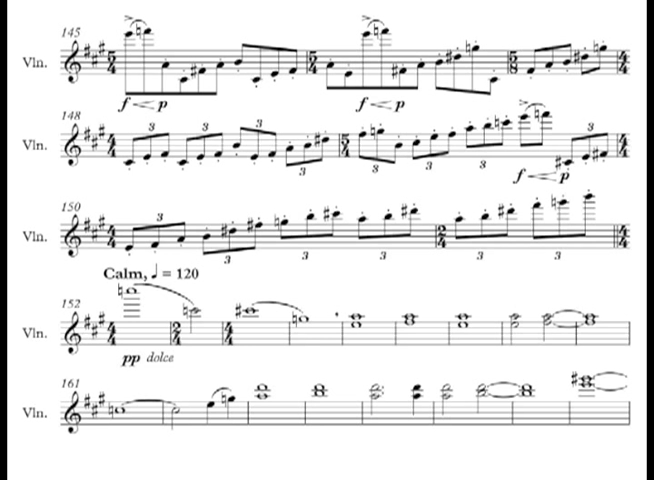 145
Vln.
f p f p
148
3 3 3 3 3
Vln.
3 3 3
f p
150
3 3 3
Vln.
3 3 3
Calm, ♩ = 120
152
Vln.
pp dolce
161
Vln.